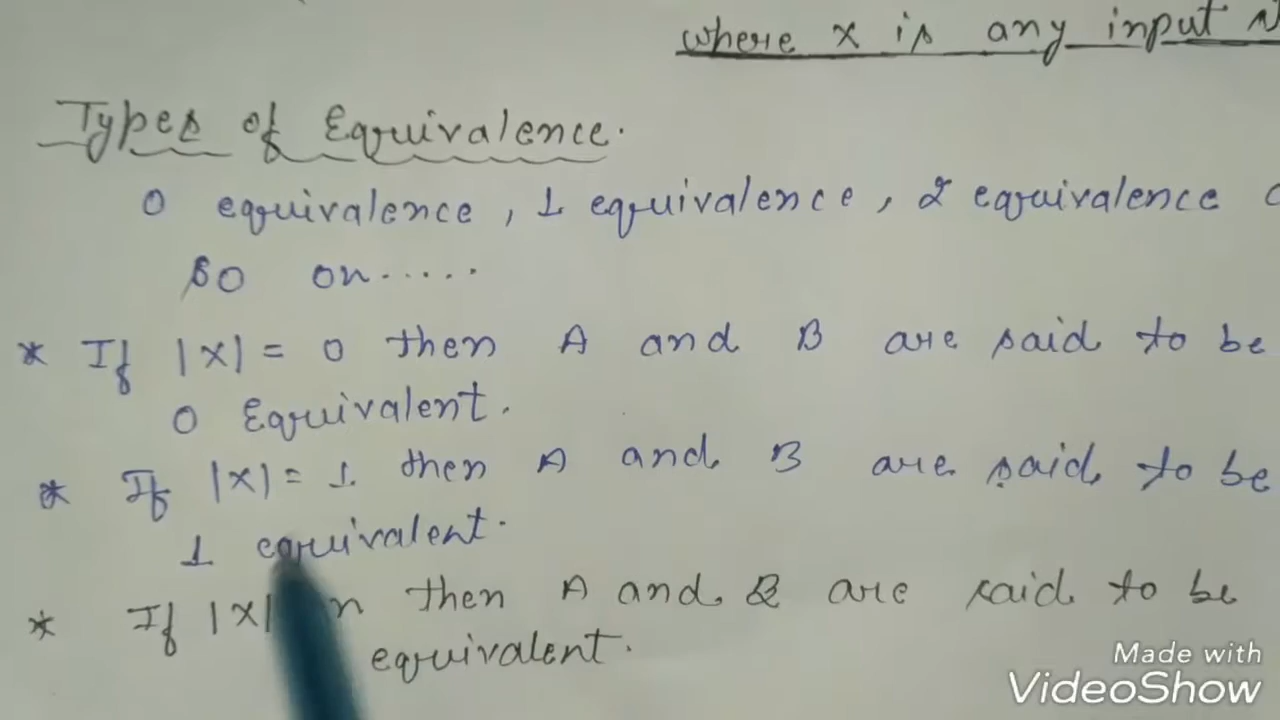 where x is any input
Types of Equivalence.
0 equivalence, 1 equivalence, 2 equivalence
so on.....
* If |x| = 0 then A and B are said to be
0 Equivalent.
* If |x| = 1 then A and B are said to be
1 equivalent.
* If |x| n then A and B are said to be
equivalent.
Made with
VideoShow